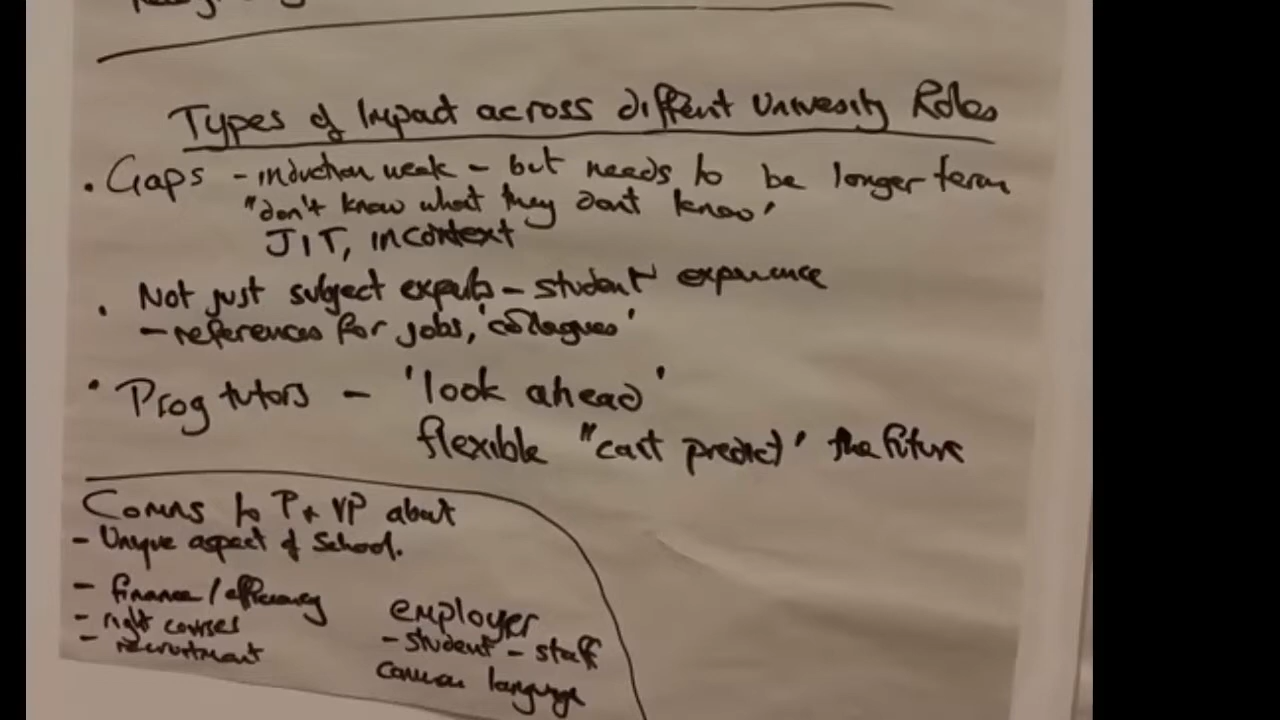 Types of Impact across different University Roles
• Gaps - induction weak - but needs to be longer term
"don't know what they dont know'
JIT, incontext
• Not just subject experts - student experience
- references for jobs, 'colleagues'
• Prog tutors - 'look ahead'
flexible "can't predict' the future
Comms to P + VP about
- Unique aspect of School.
- finance / efficiency
- right courses
- recruitment
employer
- student - staff
common language